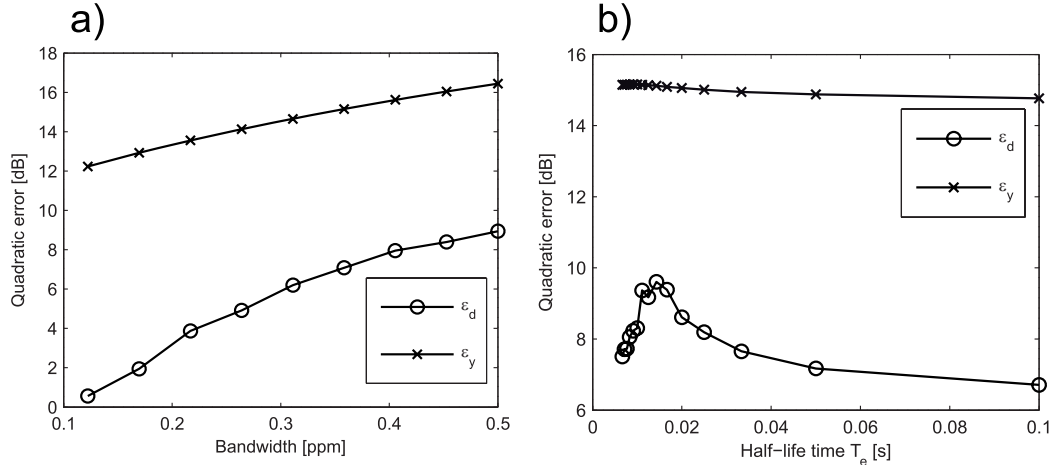 a)
18
16
14
12
10
8
6
4
2
0
Quadratic error [dB]
0.1
0.2
0.3
0.4
0.5
Bandwidth [ppm]
ε_d
ε_y
b)
16
14
12
10
8
6
Quadratic error [dB]
0
0.02
0.04
0.06
0.08
0.1
Half−life time T_e [s]
ε_d
ε_y